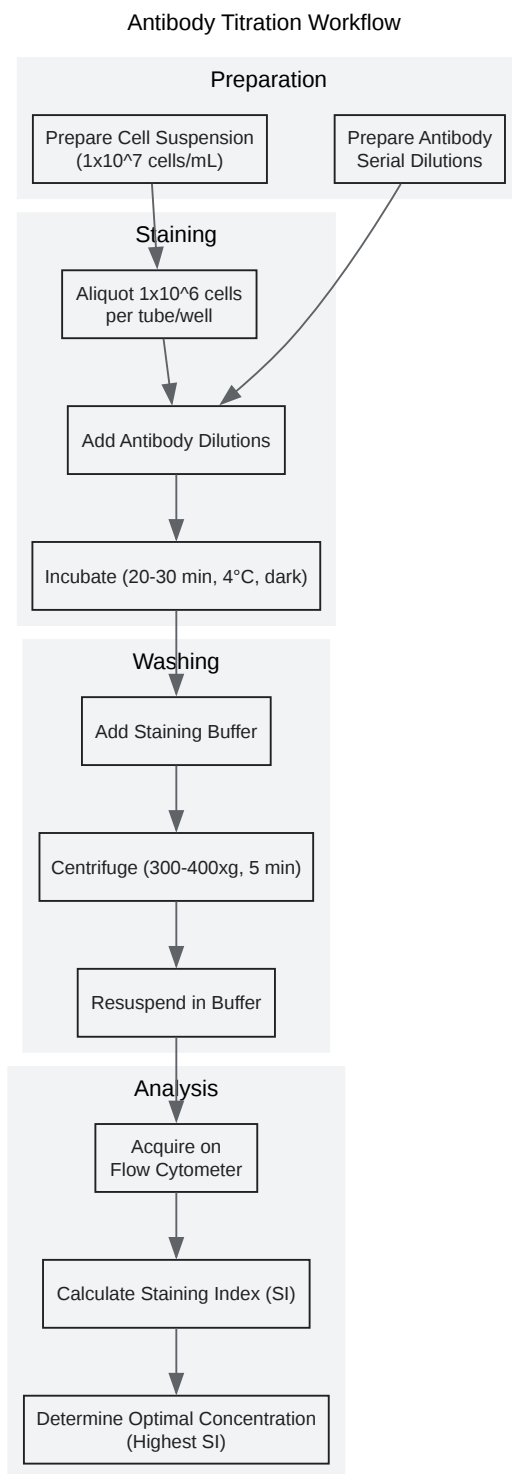 Antibody Titration Workflow
Preparation
Prepare Cell Suspension
(1x10^7 cells/mL)
Prepare Antibody
Serial Dilutions
Staining
Aliquot 1x10^6 cells
per tube/well
Add Antibody Dilutions
Incubate (20-30 min, 4°C, dark)
Washing
Add Staining Buffer
Centrifuge (300-400xg, 5 min)
Resuspend in Buffer
Analysis
Acquire on
Flow Cytometer
Calculate Staining Index (SI)
Determine Optimal Concentration
(Highest SI)